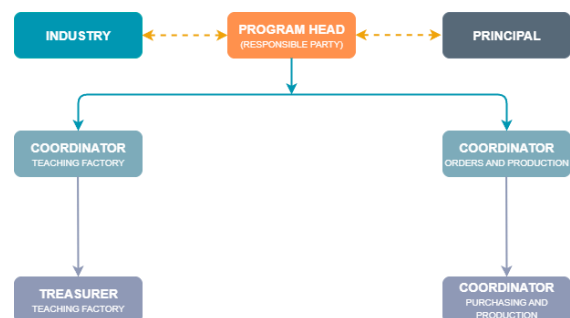 INDUSTRY
PROGRAM HEAD
(RESPONSIBLE PARTY)
PRINCIPAL
COORDINATOR
TEACHING FACTORY
COORDINATOR
ORDERS AND PRODUCTION
TREASURER
TEACHING FACTORY
COORDINATOR
PURCHASING AND
PRODUCTION